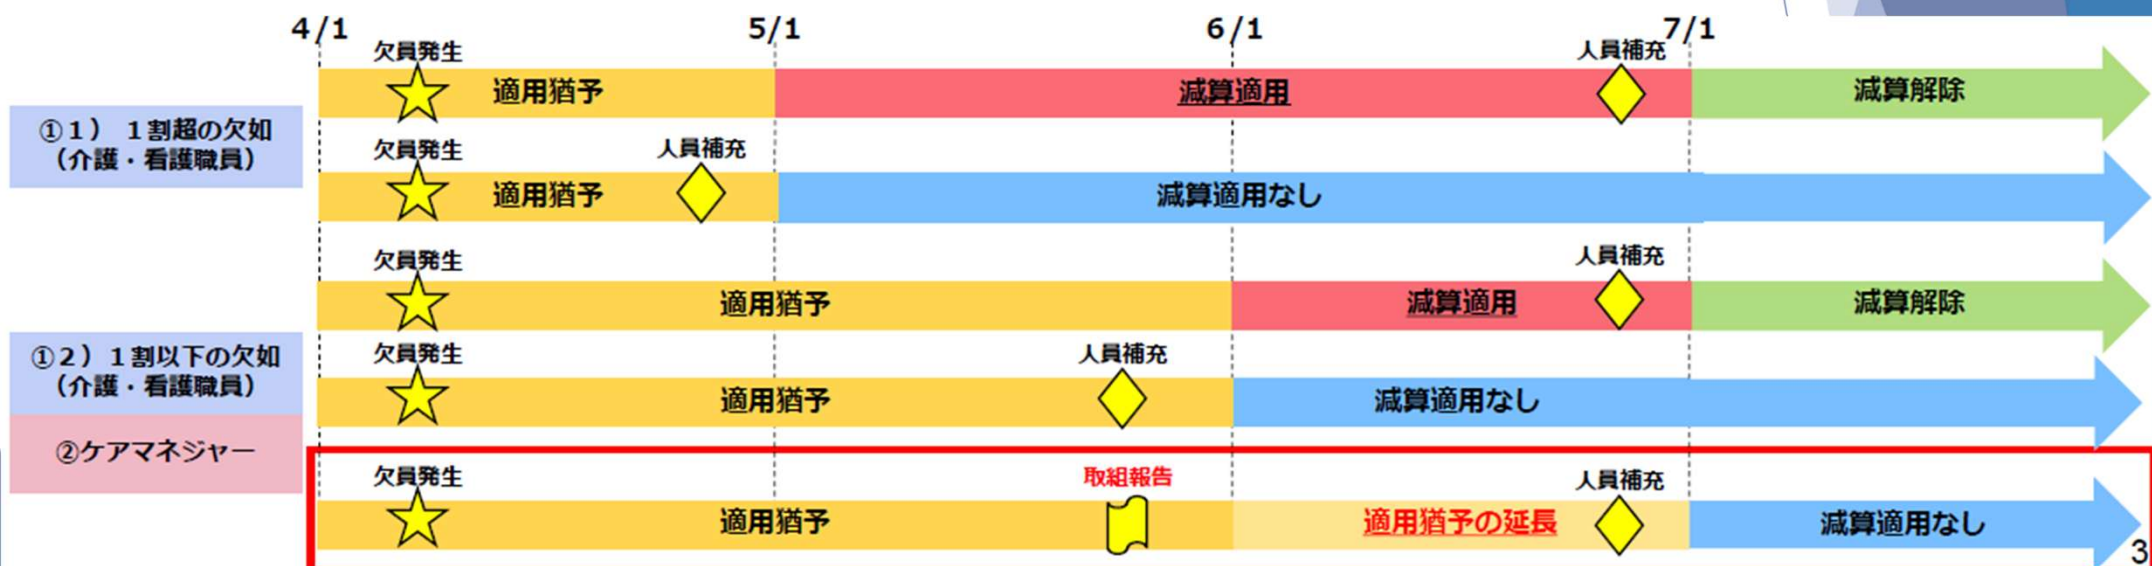 4/1 5/1 6/1 7/1
欠員発生 人員補充
適用猶予 減算適用 減算解除
①1） 1割超の欠如
（介護・看護職員）
欠員発生 人員補充
適用猶予 減算適用なし
欠員発生 人員補充
適用猶予 減算適用 減算解除
①2）1割以下の欠如
（介護・看護職員）
欠員発生 人員補充
適用猶予 減算適用なし
②ケアマネジャー
欠員発生 取組報告 人員補充
適用猶予 適用猶予の延長 減算適用なし
3